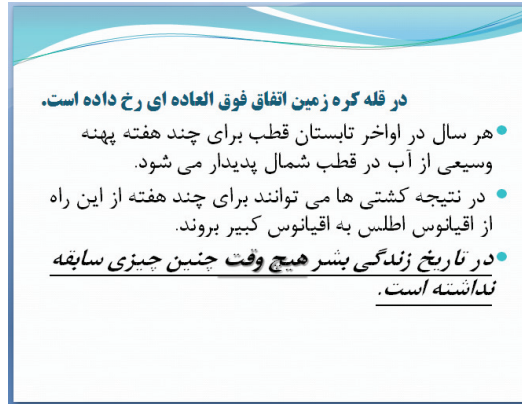 در قله کره زمین اتفاق فوق العاده ای رخ داده است.
هر سال در اواخر تابستان قطب برای چند هفته پهنه
وسیعی از آب در قطب شمال پدیدار می شود.
در نتیجه کشتی ها می توانند برای چند هفته از این راه
از اقیانوس اطلس به اقیانوس کبیر بروند.
در تاریخ زندگی بشر هیچ وقت چنین چیزی سابقه
نداشته است.